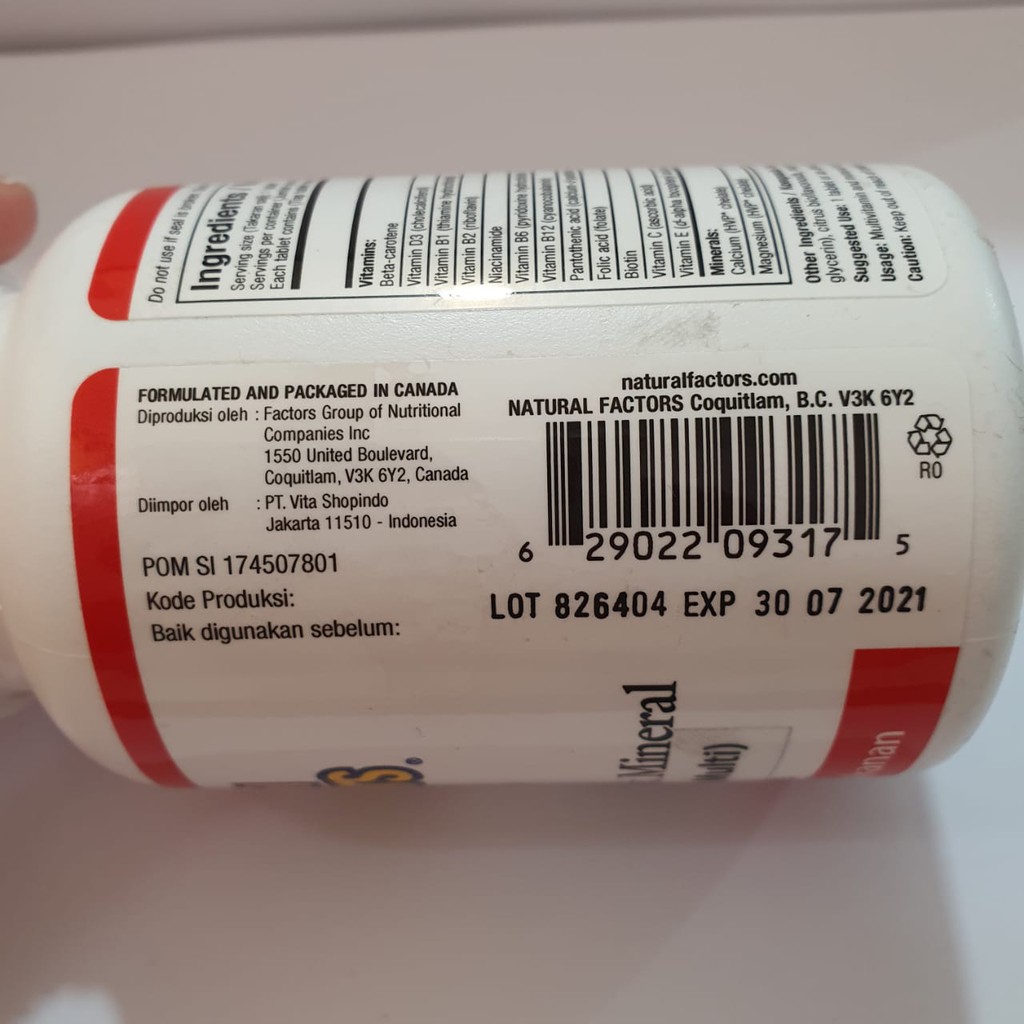 FORMULATED AND PACKAGED IN CANADA
Diproduksi oleh : Factors Group of Nutritional
Companies Inc
1550 United Boulevard,
Coquitlam, V3K 6Y2, Canada
Diimpor oleh : PT. Vita Shopindo
Jakarta 11510 - Indonesia
POM SI 174507801
Kode Produksi:
Baik digunakan sebelum:
naturalfactors.com
NATURAL FACTORS Coquitlam, B.C. V3K 6Y2
6 29022 09317 5
RO
LOT 826404 EXP 30 07 2021
Do not use if seal is
Ingredients /
Serving size
Servings per container
Each tablet contains
Vitamins:
Beta-carotene
Vitamin D3 (cholecalciferol
Vitamin B1 (thiamine
Vitamin B2 (riboflavin)
Niacinamide
Vitamin B6 (pyridoxine
Vitamin B12 (cyanocobalamin
Pantothenic acid (calcium
Folic acid (folate)
Biotin
Vitamin C (ascorbic acid
Vitamin E (d-alpha
Minerals:
Calcium (HVP* chelate
Magnesium (HVP* chelate
Other Ingredients /
glycerin), citrus
Suggested Use: 1 tablet
Usage: Multivitamin and
Caution: Keep out of
Mineral